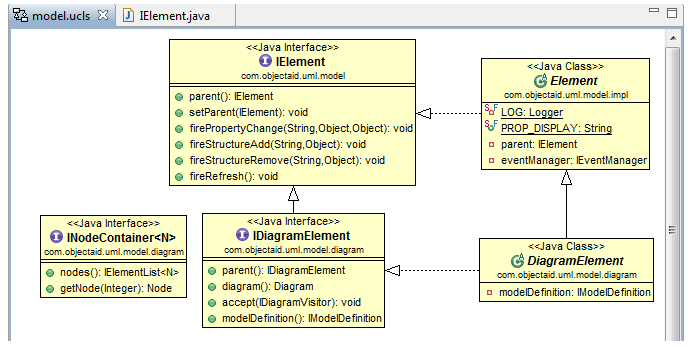 model.ucls
IElement.java
<<Java Interface>>
IElement
com.objectaid.uml.model
parent(): IElement
setParent(IElement): void
firePropertyChange(String,Object,Object): void
fireStructureAdd(String,Object): void
fireStructureRemove(String,Object): void
fireRefresh(): void
<<Java Class>>
Element
com.objectaid.uml.model.impl
LOG: Logger
PROP_DISPLAY: String
parent: IElement
eventManager: IEventManager
<<Java Interface>>
INodeContainer<N>
com.objectaid.uml.model.diagram
nodes(): IElementList<N>
getNode(Integer): Node
<<Java Interface>>
IDiagramElement
com.objectaid.uml.model.diagram
parent(): IDiagramElement
diagram(): Diagram
accept(IDiagramVisitor): void
modelDefinition(): IModelDefinition
<<Java Class>>
DiagramElement
com.objectaid.uml.model.diagram
modelDefinition: IModelDefinition